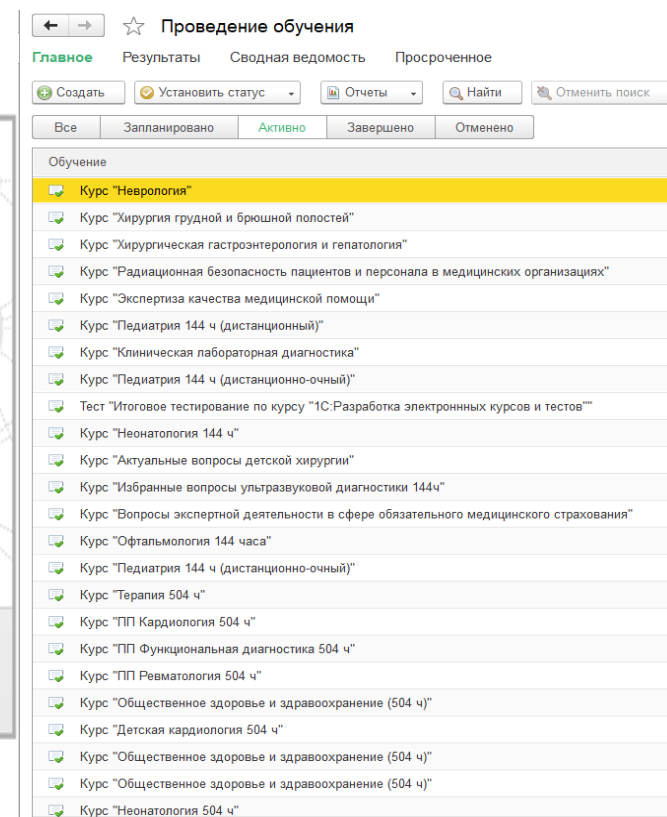 Проведение обучения
Главное Результаты Сводная ведомость Просроченное
Создать Установить статус Отчеты Найти Отменить поиск
Все Запланировано Активно Завершено Отменено
Обучение
Курс "Неврология"
Курс "Хирургия грудной и брюшной полостей"
Курс "Хирургическая гастроэнтерология и гепатология"
Курс "Радиационная безопасность пациентов и персонала в медицинских организациях"
Курс "Экспертиза качества медицинской помощи"
Курс "Педиатрия 144 ч (дистанционный)"
Курс "Клиническая лабораторная диагностика"
Курс "Педиатрия 144 ч (дистанционно-очный)"
Тест "Итоговое тестирование по курсу "1С:Разработка электроннных курсов и тестов""
Курс "Неонатология 144 ч"
Курс "Актуальные вопросы детской хирургии"
Курс "Избранные вопросы ультразвуковой диагностики 144ч"
Курс "Вопросы экспертной деятельности в сфере обязательного медицинского страхования"
Курс "Офтальмология 144 часа"
Курс "Педиатрия 144 ч (дистанционно-очный)"
Курс "Терапия 504 ч"
Курс "ПП Кардиология 504 ч"
Курс "ПП Функциональная диагностика 504 ч"
Курс "ПП Ревматология 504 ч"
Курс "Общественное здоровье и здравоохранение (504 ч)"
Курс "Детская кардиология 504 ч"
Курс "Общественное здоровье и здравоохранение (504 ч)"
Курс "Общественное здоровье и здравоохранение (504 ч)"
Курс "Неонатология 504 ч"